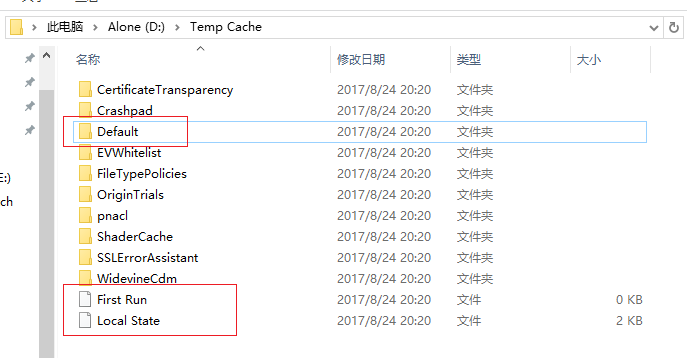 此电脑 > Alone (D:) > Temp Cache
名称 修改日期 类型 大小
CertificateTransparency 2017/8/24 20:20 文件夹
Crashpad 2017/8/24 20:20 文件夹
Default 2017/8/24 20:20 文件夹
EVWhitelist 2017/8/24 20:20 文件夹
FileTypePolicies 2017/8/24 20:20 文件夹
E:)
OriginTrials 2017/8/24 20:20 文件夹
ch
pnacl 2017/8/24 20:20 文件夹
ShaderCache 2017/8/24 20:20 文件夹
SSLErrorAssistant 2017/8/24 20:20 文件夹
WidevineCdm 2017/8/24 20:20 文件夹
First Run 2017/8/24 20:20 文件 0 KB
Local State 2017/8/24 20:20 文件 2 KB